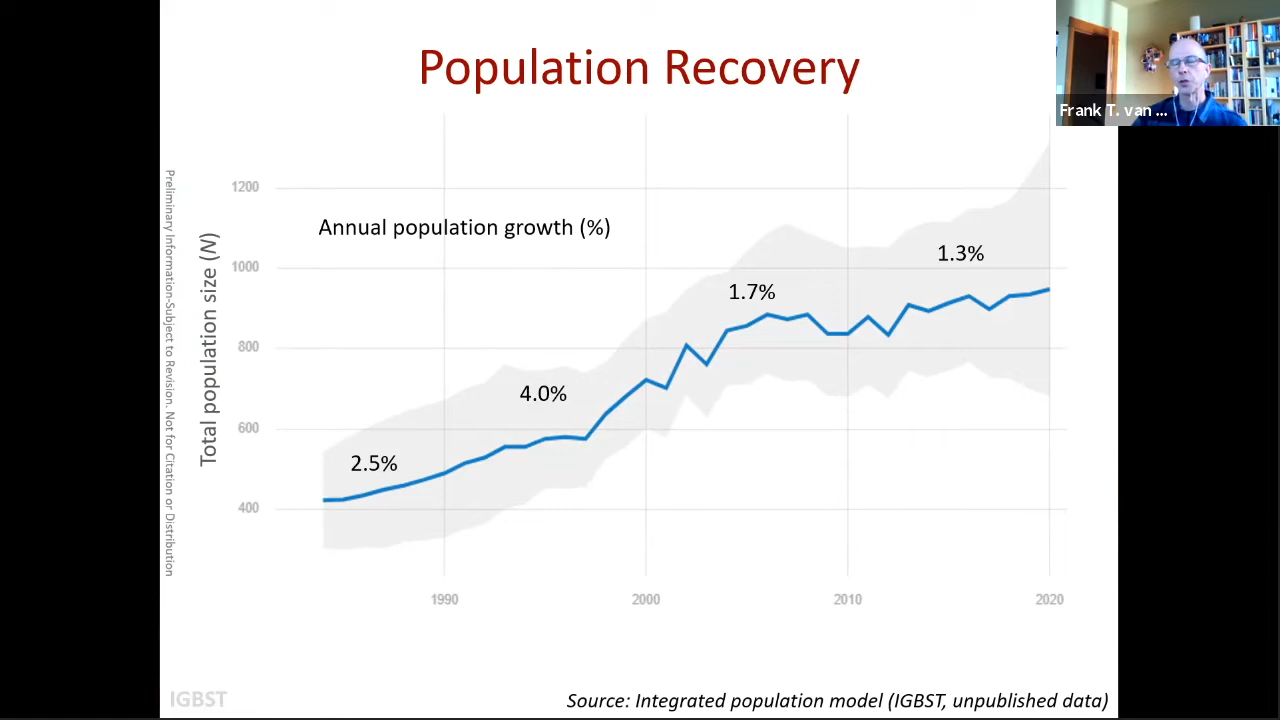 Population Recovery
Frank T. van ...
Preliminary Information-Subject to Revision. Not for Citation or Distribution
Total population size (N)
1200
1000
800
600
400
Annual population growth (%)
2.5%
4.0%
1.7%
1.3%
1990
2000
2010
2020
IGBST
Source: Integrated population model (IGBST, unpublished data)